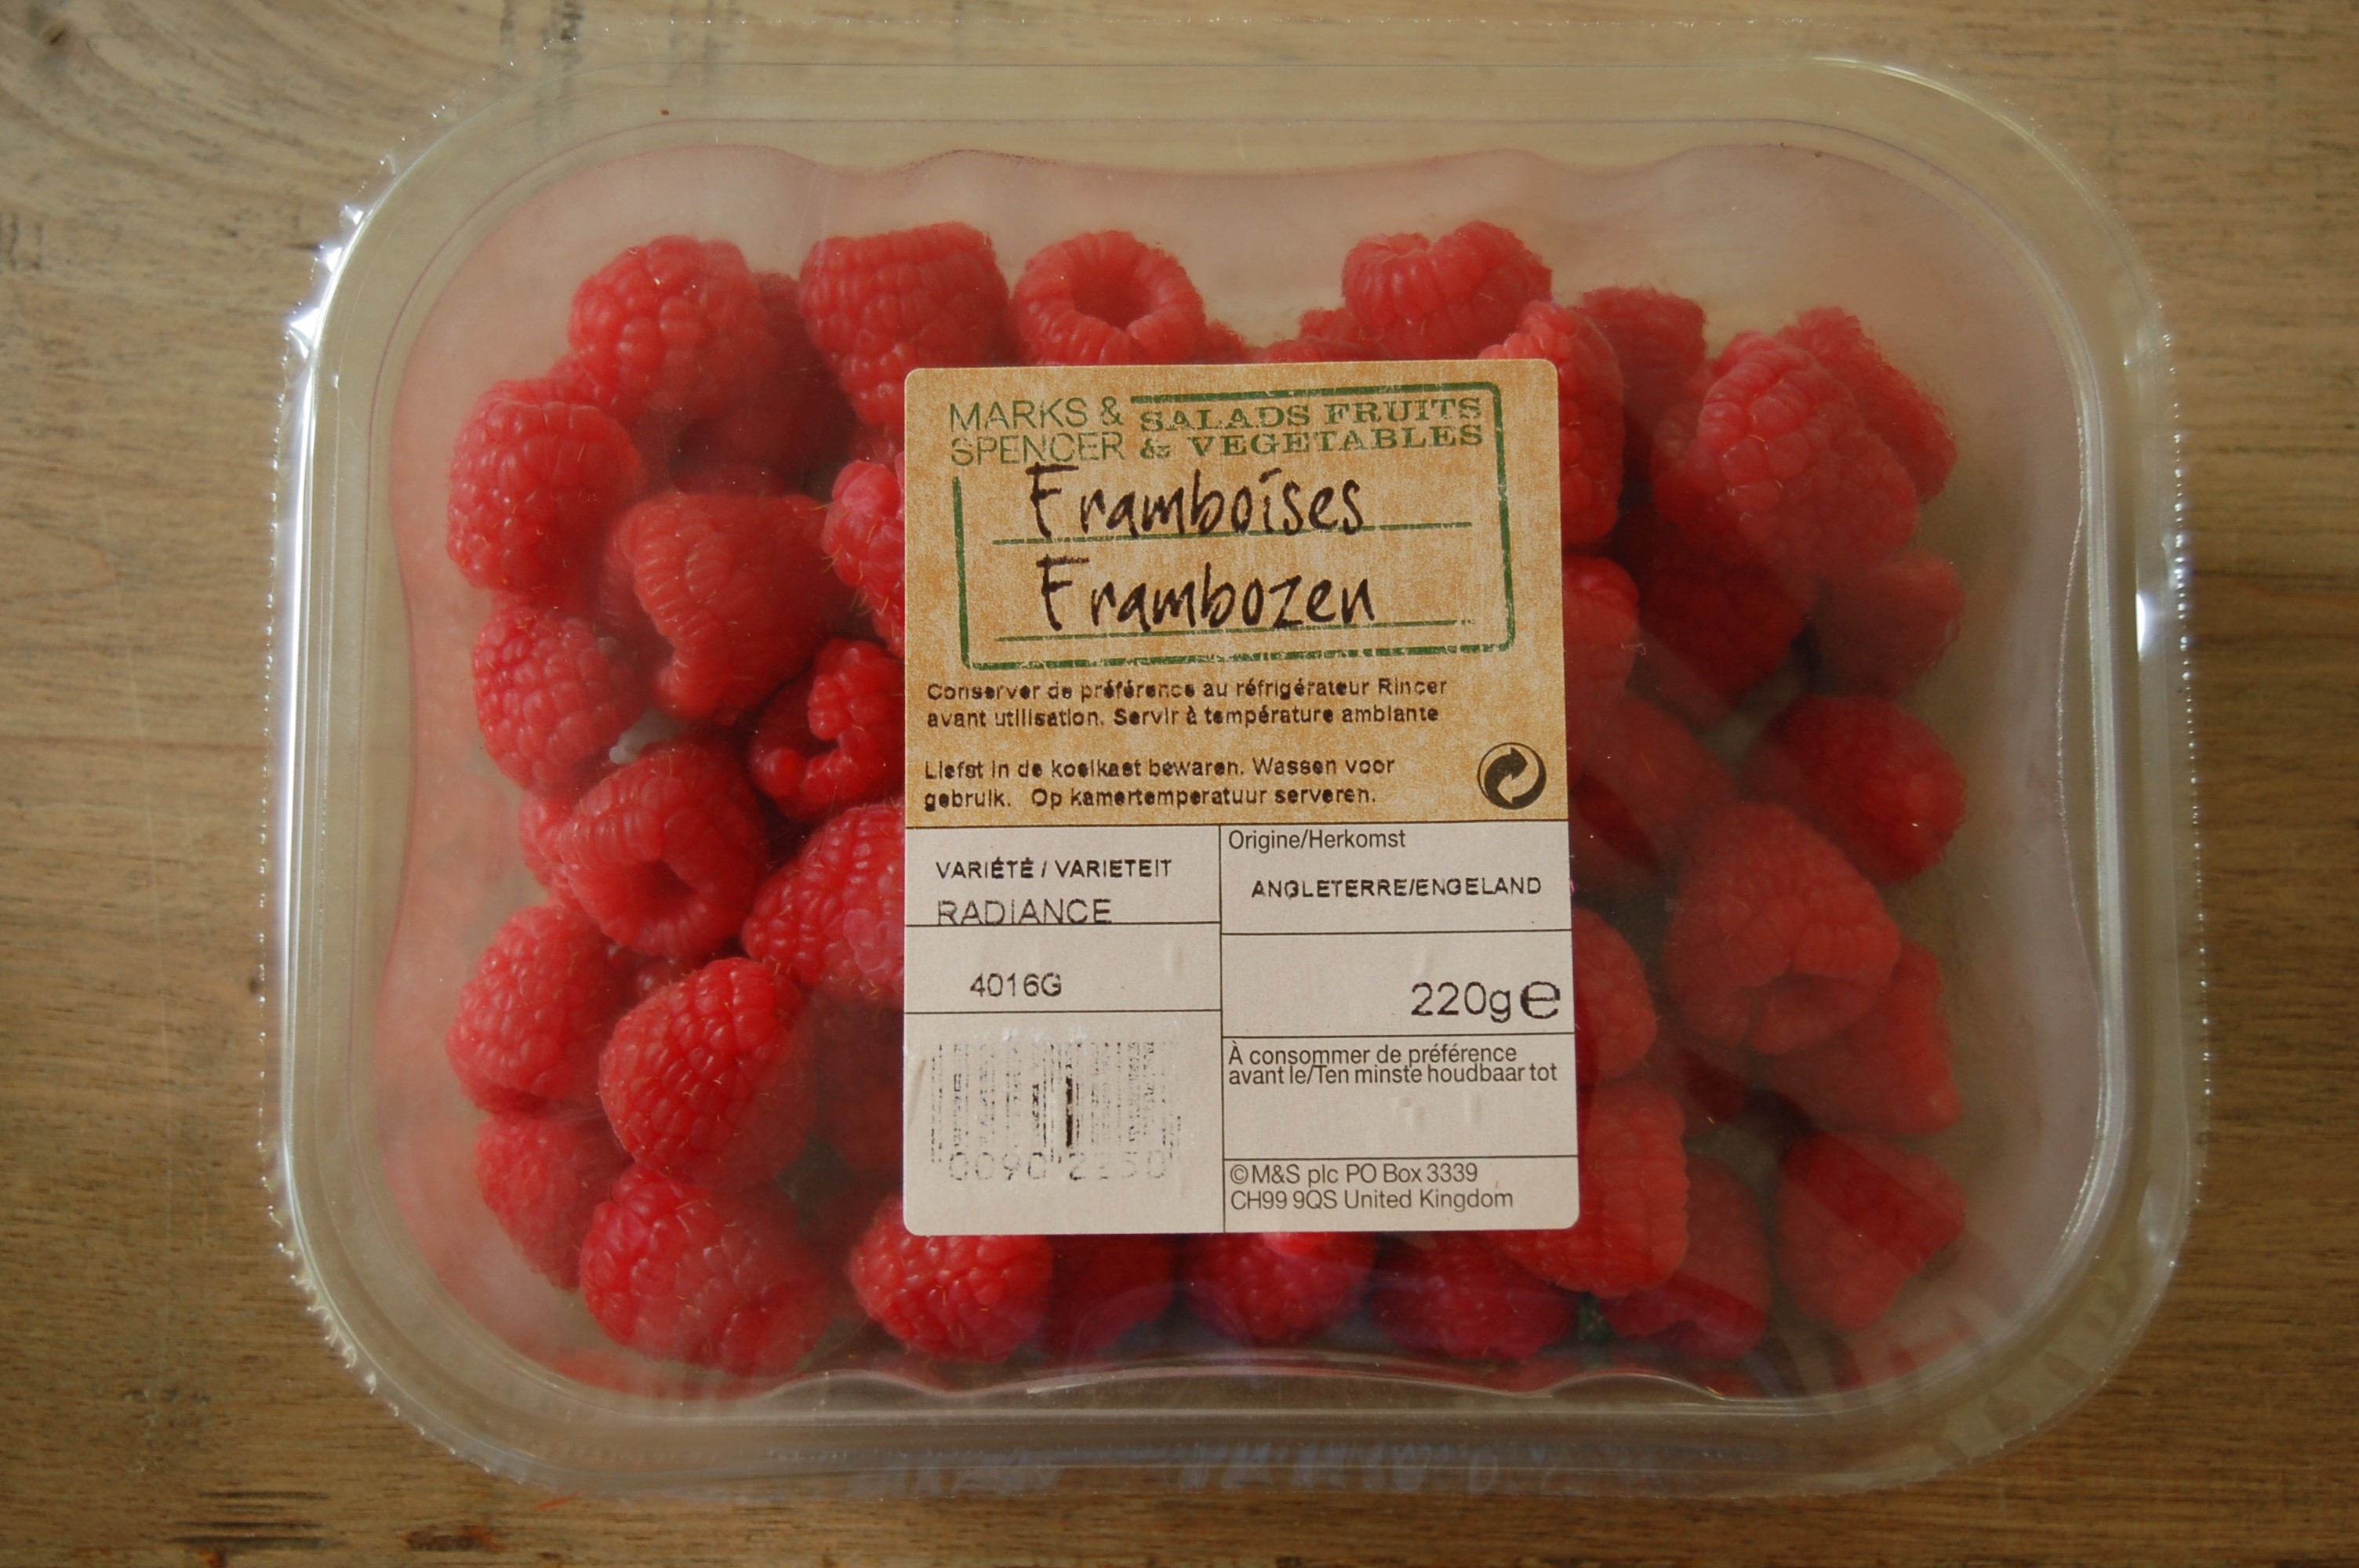 MARKS & SALADS FRUITS
SPENCER & VEGETABLES
Framboises
Frambozen
Conserver de préférence au réfrigérateur Rincer
avant utilisation. Servir à température ambiante
Liefst in de koelkast bewaren. Wassen voor
gebruik. Op kamertemperatuur serveren.
VARIÉTÉ / VARIETEIT
RADIANCE
4016G
Origine/Herkomst
ANGLETERRE/ENGELAND
220g e
À consommer de préférence
avant le/Ten minste houdbaar tot
©M&S plc PO Box 3339
CH99 9QS United Kingdom